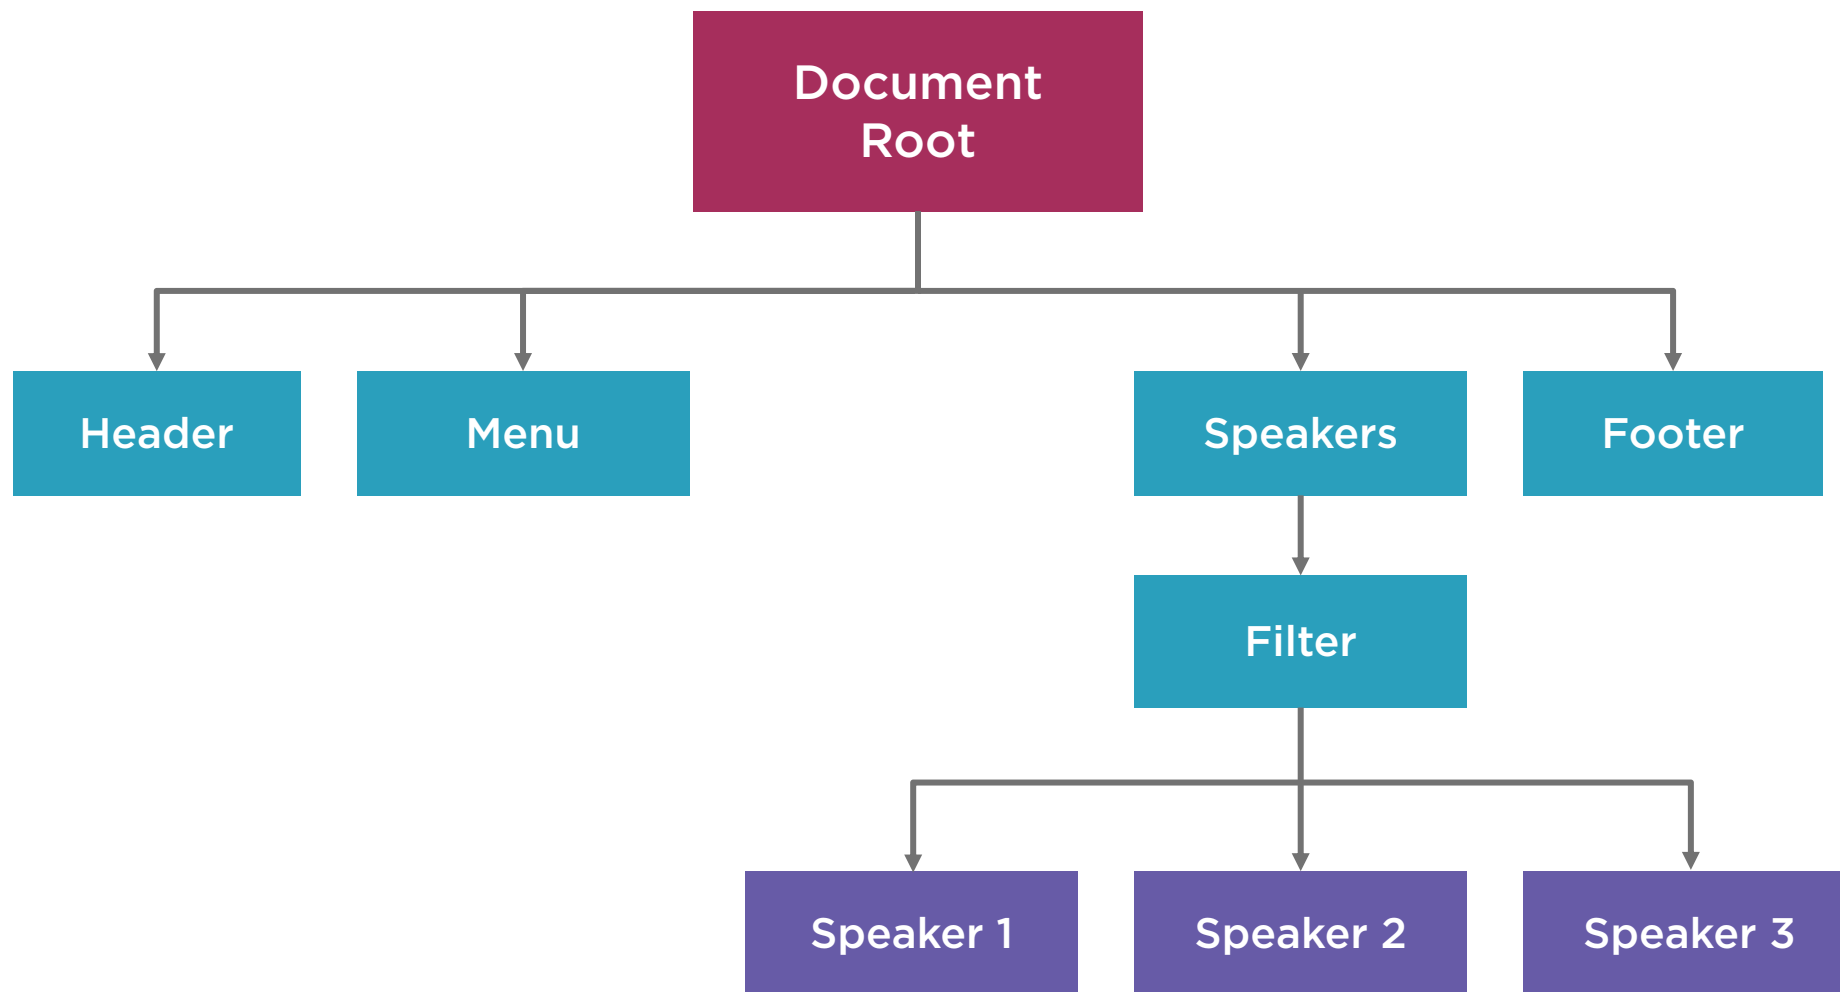 Document
Root
Header
Menu
Speakers
Footer
Filter
Speaker 1
Speaker 2
Speaker 3